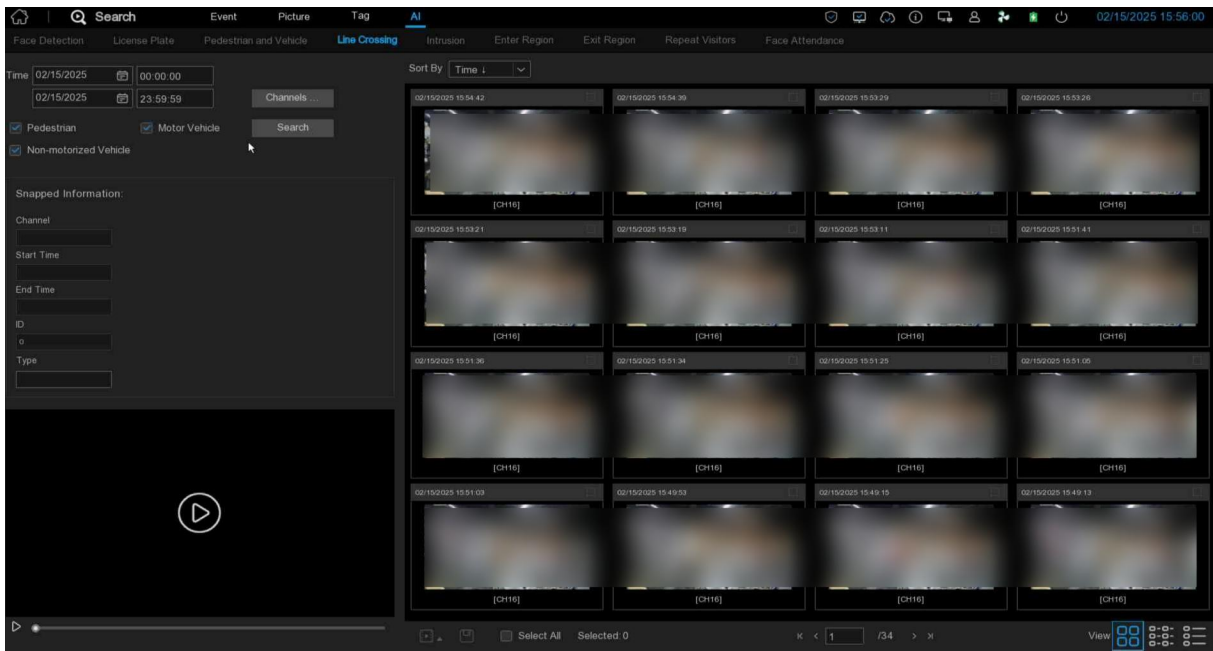 Search Event Picture Tag AI 02/15/2025 15:56:00
Face Detection License Plate Pedestrian and Vehicle Line Crossing Intrusion Enter Region Exit Region Repeat Visitors Face Attendance
Time 02/15/2025 00:00:00
02/15/2025 23:59:59 Channels ...
Pedestrian Motor Vehicle Search
Non-motorized Vehicle
Snapped Information:
Channel
Start Time
End Time
ID
0
Type
Sort By Time ↓
02/15/2025 15:54:42 02/15/2025 15:54:39 02/15/2025 15:53:29 02/15/2025 15:53:26
[CH16] [CH16] [CH16] [CH16]
02/15/2025 15:53:21 02/15/2025 15:53:19 02/15/2025 15:53:11 02/15/2025 15:51:41
[CH16] [CH16] [CH16] [CH16]
02/15/2025 15:51:36 02/15/2025 15:51:34 02/15/2025 15:51:25 02/15/2025 15:51:05
[CH16] [CH16] [CH16] [CH16]
02/15/2025 15:51:03 02/15/2025 15:49:53 02/15/2025 15:49:15 02/15/2025 15:49:13
[CH16] [CH16] [CH16] [CH16]
Select All Selected: 0 1 /34 View